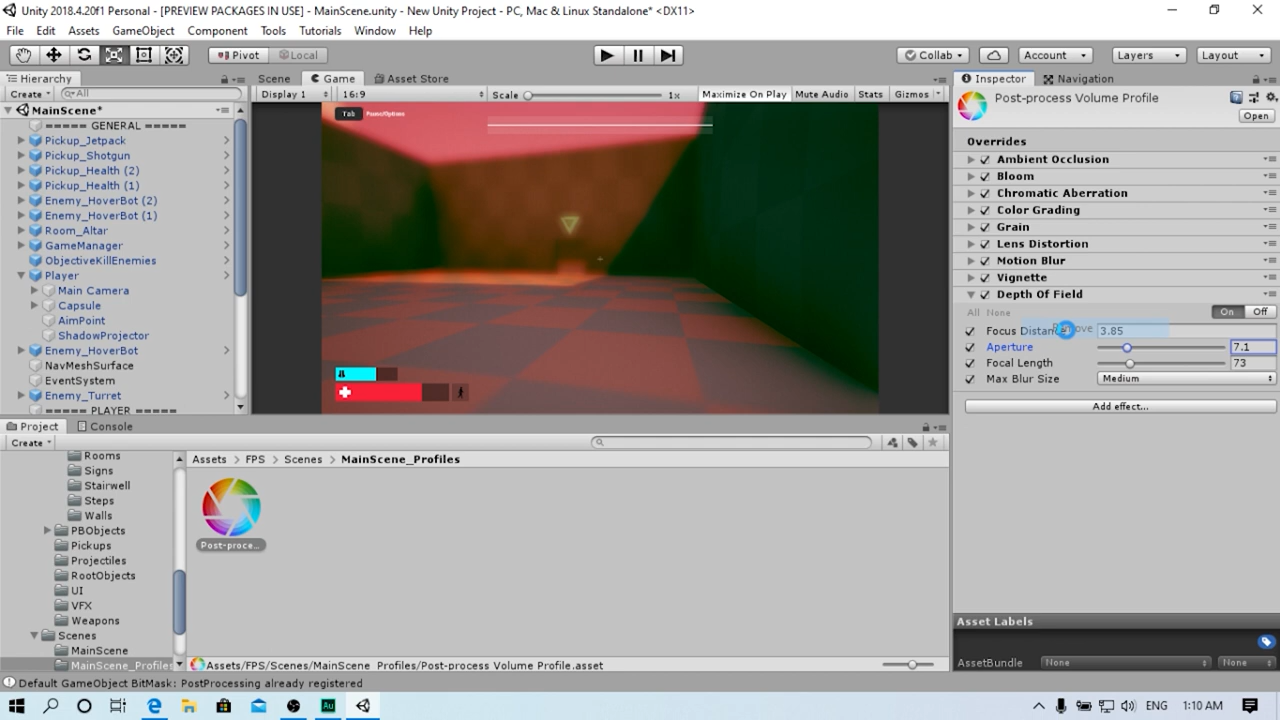 Unity 2018.4.20f1 Personal - [PREVIEW PACKAGES IN USE] - MainScene.unity - New Unity Project - PC, Mac & Linux Standalone* <DX11>
File Edit Assets GameObject Component Tools Tutorials Window Help
Pivot Local Collab Account Layers Layout
Hierarchy
Create All
MainScene*
===== GENERAL =====
Pickup_Jetpack
Pickup_Shotgun
Pickup_Health (2)
Pickup_Health (1)
Enemy_HoverBot (2)
Enemy_HoverBot (1)
Room_Altar
GameManager
ObjectiveKillEnemies
Player
Main Camera
Capsule
AimPoint
ShadowProjector
Enemy_HoverBot
NavMeshSurface
EventSystem
Enemy_Turret
===== PLAYER =====
Scene Game Asset Store
Display 1 16:9 Scale 1x Maximize On Play Mute Audio Stats Gizmos
Tab Pause/Options
Inspector Navigation
Post-process Volume Profile
Open
Overrides
Ambient Occlusion
Bloom
Chromatic Aberration
Color Grading
Grain
Lens Distortion
Motion Blur
Vignette
Depth Of Field
All None On Off
Focus Distance 3.85
Aperture 7.1
Focal Length 73
Max Blur Size Medium
Add effect...
Asset Labels
AssetBundle None None
Project Console
Create
Rooms
Signs
Stairwell
Steps
Walls
PBObjects
Pickups
Projectiles
RootObjects
UI
VFX
Weapons
Scenes
MainScene
MainScene_Profiles
Assets > FPS > Scenes > MainScene_Profiles
Post-proce...
Assets/FPS/Scenes/MainScene_Profiles/Post-process Volume Profile.asset
Default GameObject BitMask: PostProcessing already registered
Au ENG 1:10 AM